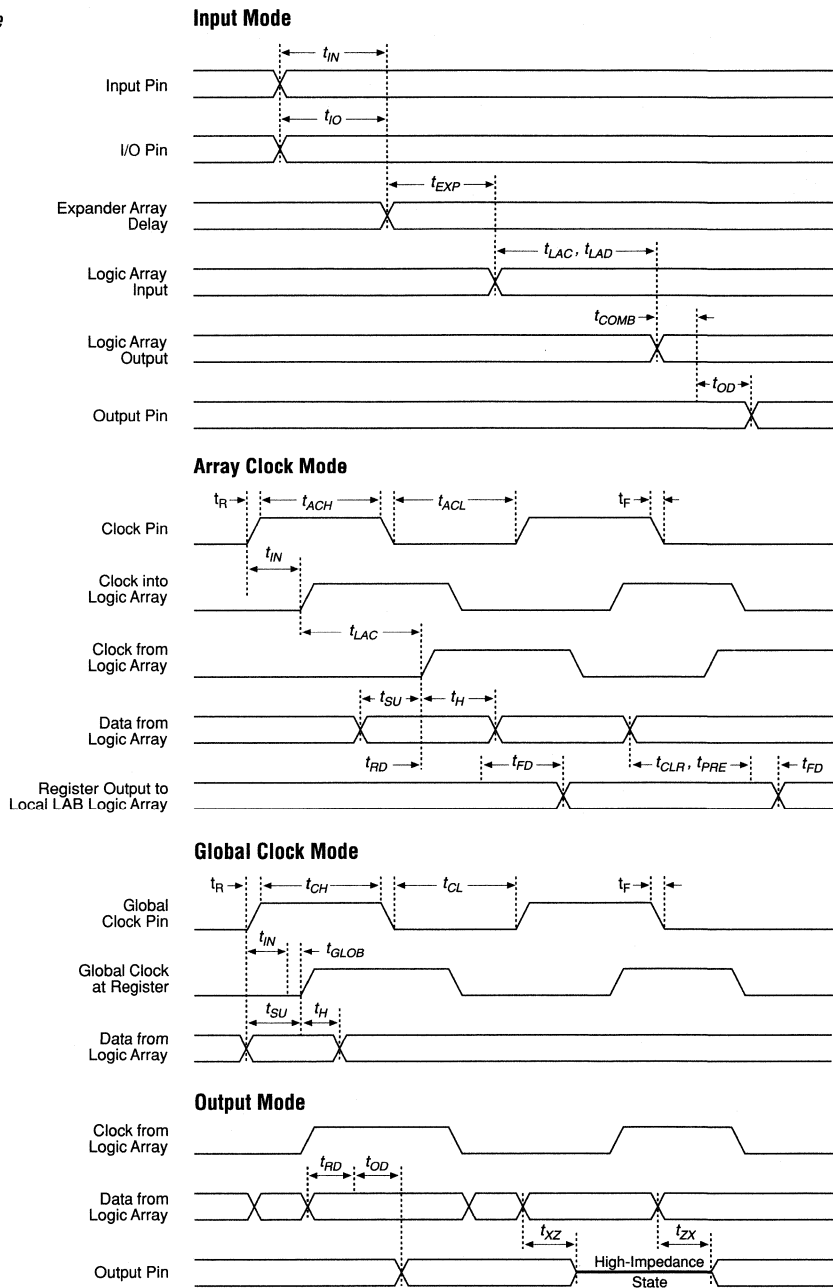 e
Input Mode
t_IN
Input Pin
t_IO
I/O Pin
t_EXP
Expander Array
Delay
t_LAC, t_LAD
Logic Array
Input
t_COMB
Logic Array
Output
t_OD
Output Pin
Array Clock Mode
t_R
t_ACH
t_ACL
t_F
Clock Pin
t_IN
Clock into
Logic Array
t_LAC
Clock from
Logic Array
t_SU
t_H
Data from
Logic Array
t_RD
t_FD
t_CLR, t_PRE
t_FD
Register Output to
Local LAB Logic Array
Global Clock Mode
t_R
t_CH
t_CL
t_F
Global
Clock Pin
t_IN
t_GLOB
Global Clock
at Register
t_SU
t_H
Data from
Logic Array
Output Mode
Clock from
Logic Array
t_RD
t_OD
Data from
Logic Array
t_XZ
t_ZX
High-Impedance
State
Output Pin